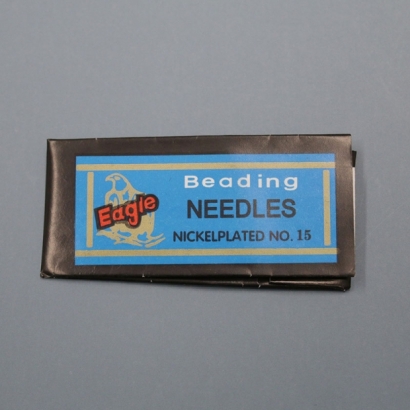 Eagle
Beading
NEEDLES
NICKELPLATED NO. 15